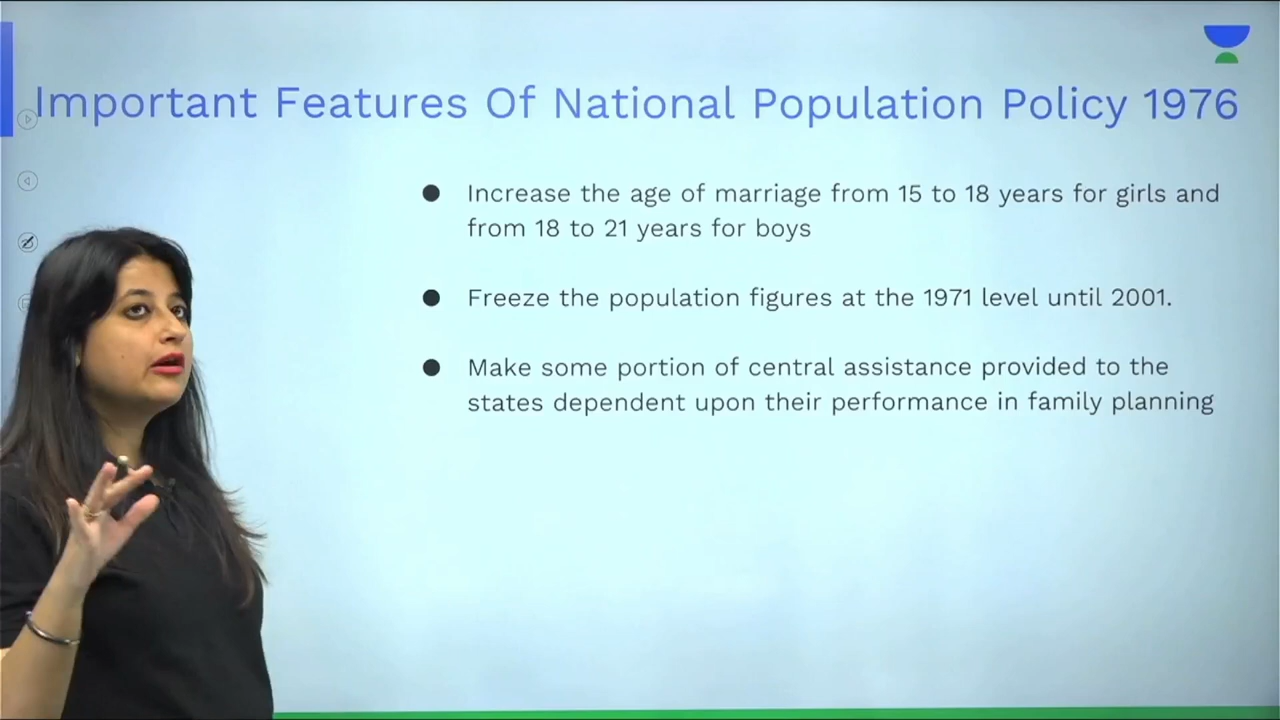 Important Features Of National Population Policy 1976
Increase the age of marriage from 15 to 18 years for girls and
from 18 to 21 years for boys
Freeze the population figures at the 1971 level until 2001.
Make some portion of central assistance provided to the
states dependent upon their performance in family planning